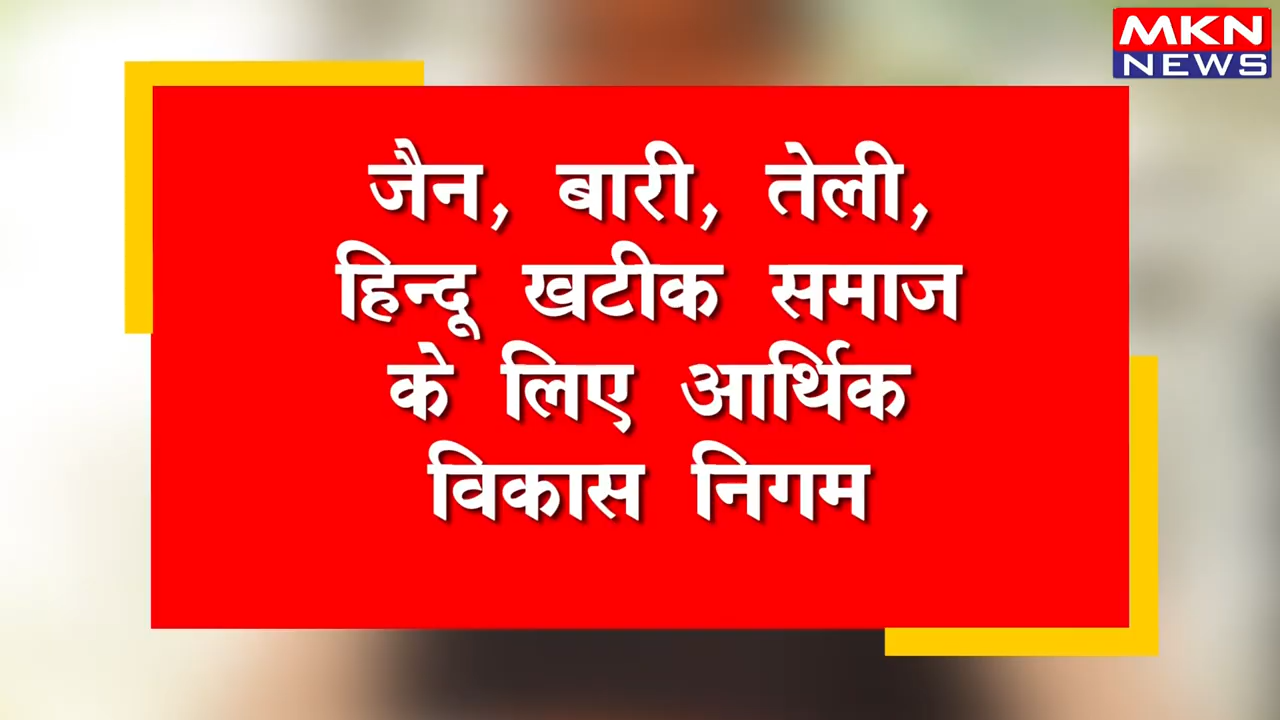 MKN
NEWS
जैन, बारी, तेली,
हिन्दू खटीक समाज
के लिए आर्थिक
विकास निगम